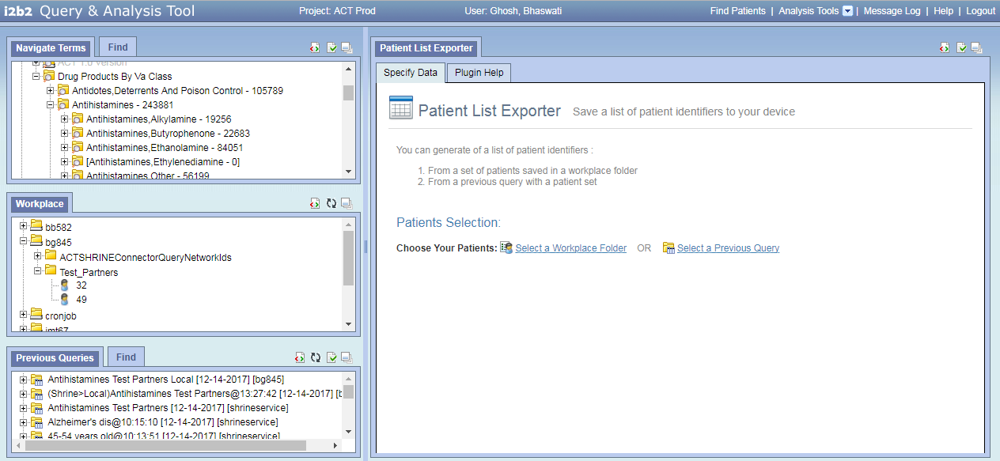 i2b2 Query & Analysis Tool Project: ACT Prod User: Ghosh, Bhaswati Find Patients | Analysis Tools | Message Log | Help | Logout
Navigate Terms Find
ACT 1.0 Version
Drug Products By Va Class
Antidotes,Deterrents And Poison Control - 105789
Antihistamines - 243881
Antihistamines,Alkylamine - 19256
Antihistamines,Butyrophenone - 22683
Antihistamines,Ethanolamine - 84051
[Antihistamines,Ethylenediamine - 0]
Antihistamines,Other - 56199
Workplace
bb582
bg845
ACTSHRINEConnectorQueryNetworkIds
Test_Partners
32
49
cronjob
jmt67
Previous Queries Find
Antihistamines Test Partners Local [12-14-2017] [bg845]
(Shrine>Local)Antihistamines Test Partners@13:27:42 [12-14-2017] [b
Antihistamines Test Partners [12-14-2017] [shrineservice]
Alzheimer's dis@10:15:10 [12-14-2017] [shrineservice]
45-54 years old@10:13:51 [12-14-2017] [shrineservice]
Patient List Exporter
Specify Data Plugin Help
Patient List Exporter Save a list of patient identifiers to your device
You can generate of a list of patient identifiers :
1. From a set of patients saved in a workplace folder
2. From a previous query with a patient set
Patients Selection:
Choose Your Patients: Select a Workplace Folder OR Select a Previous Query